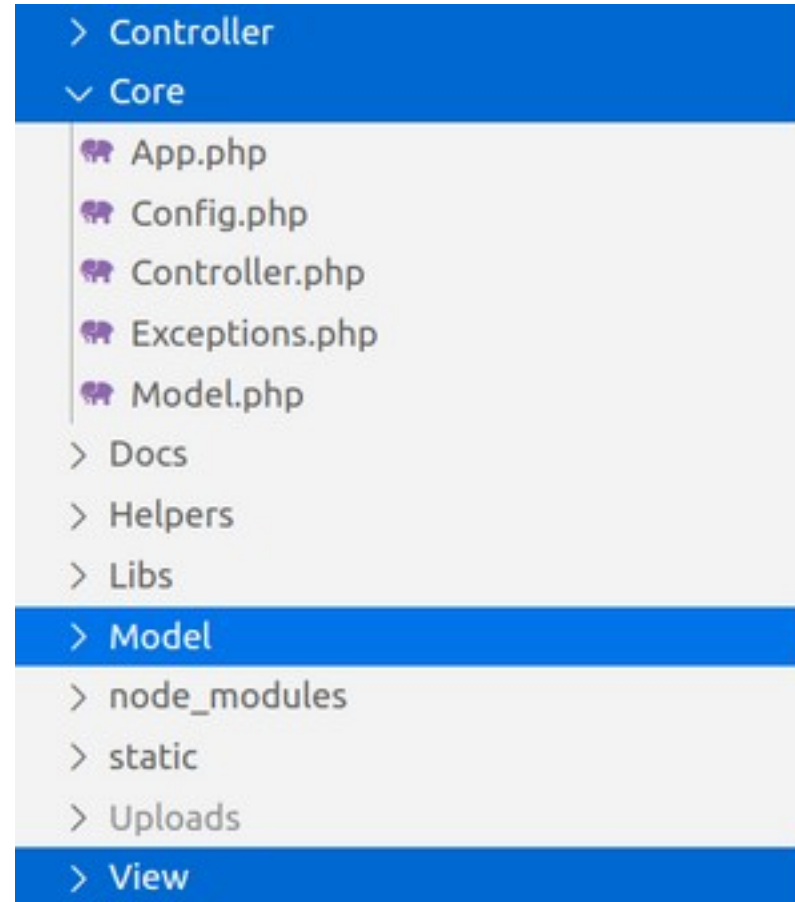 Controller
Core
App.php
Config.php
Controller.php
Exceptions.php
Model.php
Docs
Helpers
Libs
Model
node_modules
static
Uploads
View